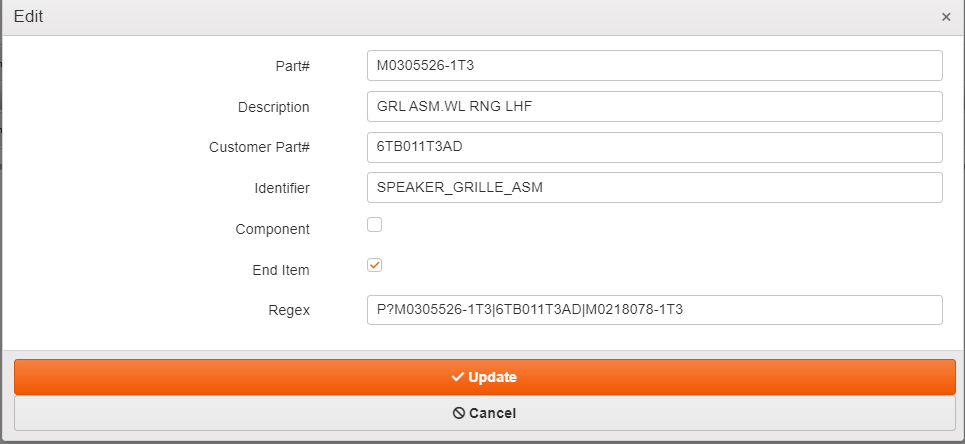 Edit ×
Part# M0305526-1T3
Description GRL ASM.WL RNG LHF
Customer Part# 6TB011T3AD
Identifier SPEAKER_GRILLE_ASM
Component
End Item
Regex P?M0305526-1T3|6TB011T3AD|M0218078-1T3
Update
Cancel